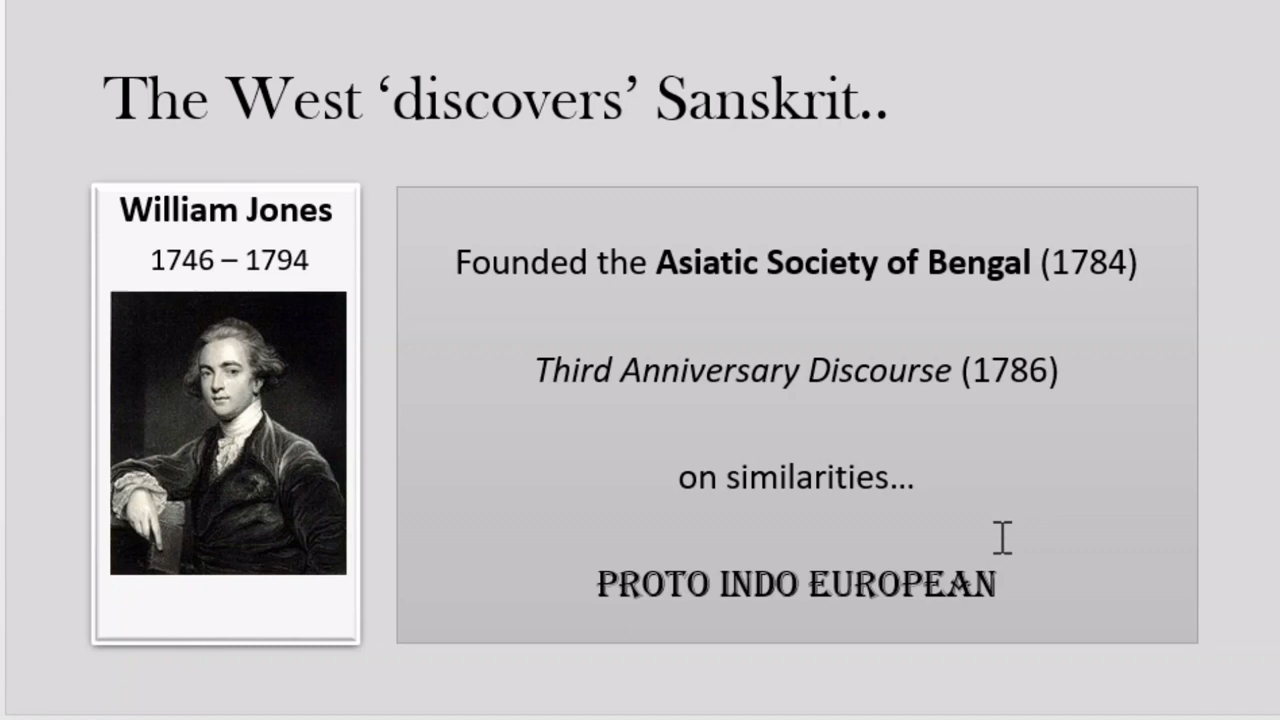 The West ‘discovers’ Sanskrit..
William Jones
1746 – 1794
Founded the Asiatic Society of Bengal (1784)
Third Anniversary Discourse (1786)
on similarities...
PROTO INDO EUROPEAN